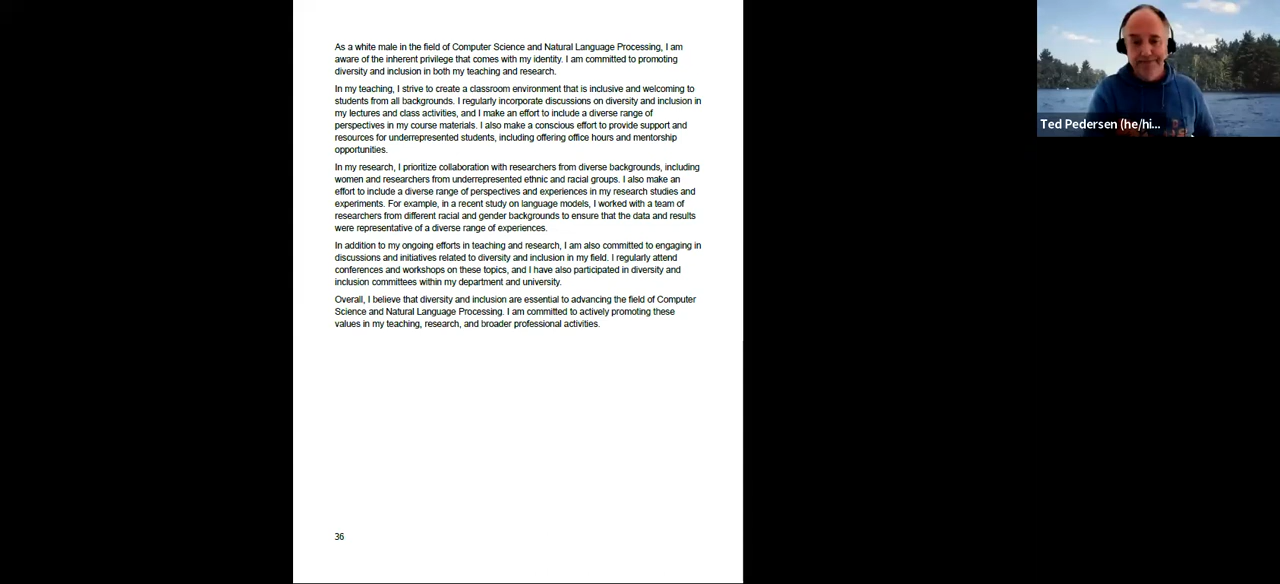 As a white male in the field of Computer Science and Natural Language Processing, I am
aware of the inherent privilege that comes with my identity. I am committed to promoting
diversity and inclusion in both my teaching and research.
In my teaching, I strive to create a classroom environment that is inclusive and welcoming to
students from all backgrounds. I regularly incorporate discussions on diversity and inclusion in
my lectures and class activities, and I make an effort to include a diverse range of
perspectives in my course materials. I also make a conscious effort to provide support and
resources for underrepresented students, including offering office hours and mentorship
opportunities.
In my research, I prioritize collaboration with researchers from diverse backgrounds, including
women and researchers from underrepresented ethnic and racial groups. I also make an
effort to include a diverse range of perspectives and experiences in my research studies and
experiments. For example, in a recent study on language models, I worked with a team of
researchers from different racial and gender backgrounds to ensure that the data and results
were representative of a diverse range of experiences.
In addition to my ongoing efforts in teaching and research, I am also committed to engaging in
discussions and initiatives related to diversity and inclusion in my field. I regularly attend
conferences and workshops on these topics, and I have also participated in diversity and
inclusion committees within my department and university.
Overall, I believe that diversity and inclusion are essential to advancing the field of Computer
Science and Natural Language Processing. I am committed to actively promoting these
values in my teaching, research, and broader professional activities.
36
Ted Pedersen (he/hi...